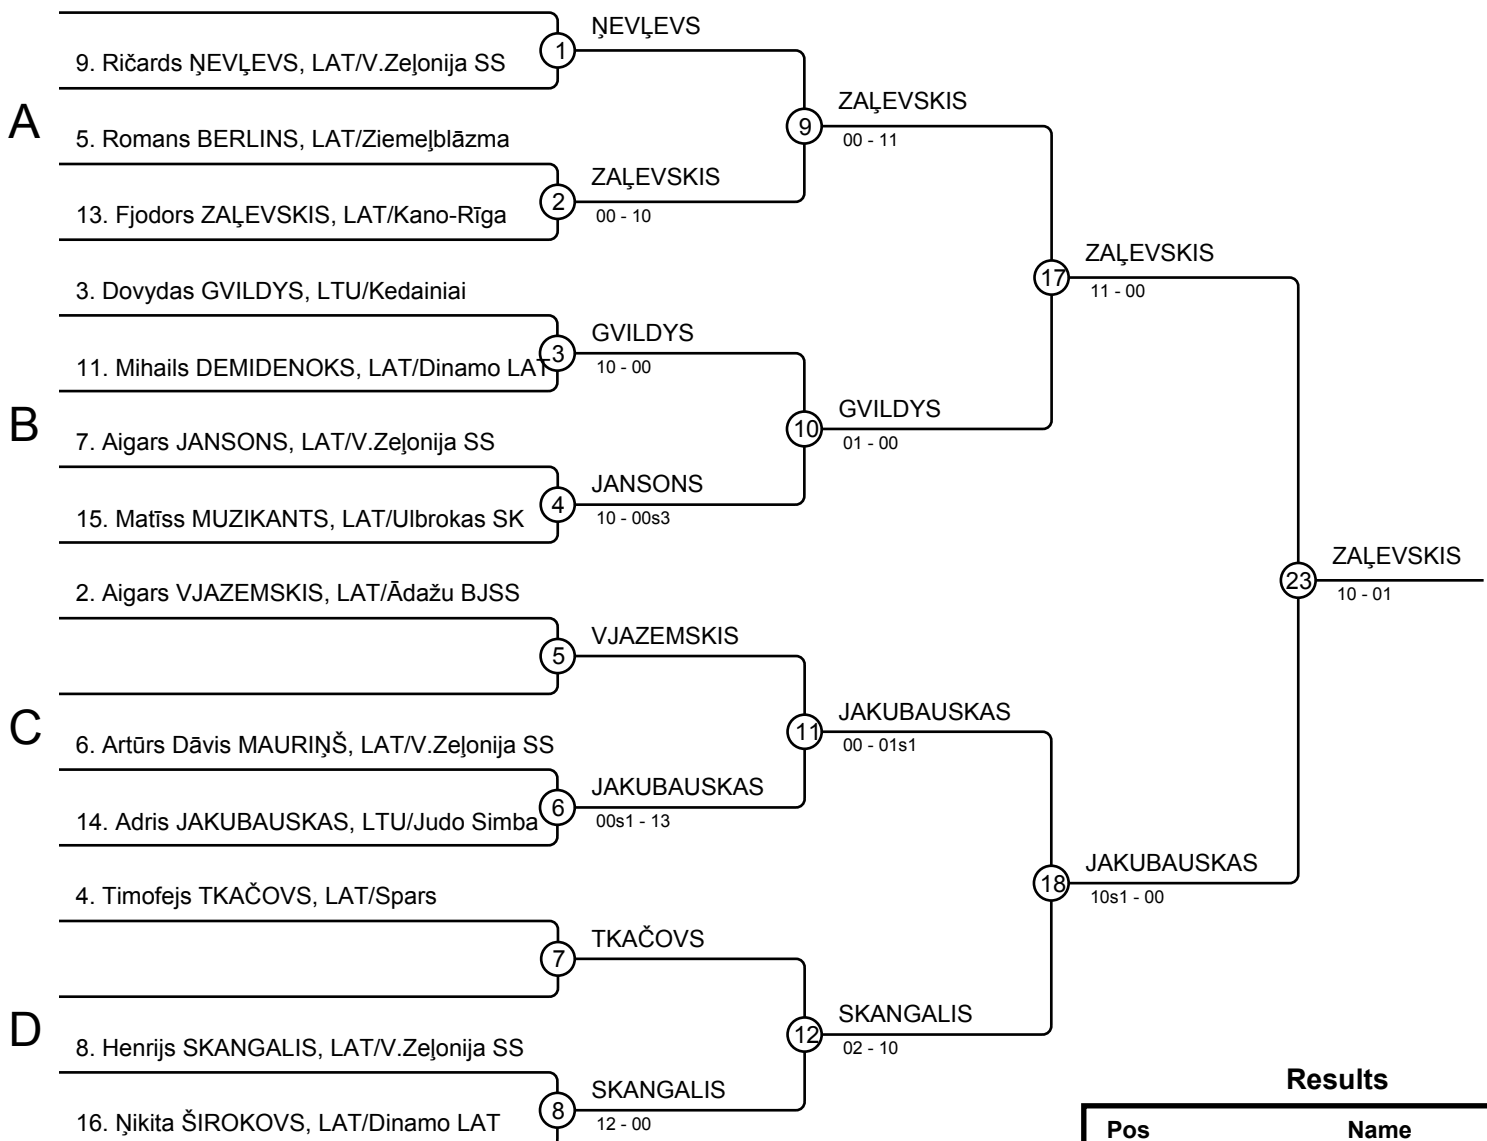 A
9. Ričards ŅEVĻEVS, LAT/V.Zeļonija SS
5. Romans BERLINS, LAT/Ziemeļblāzma
13. Fjodors ZAĻEVSKIS, LAT/Kano-Rīga
1
ŅEVĻEVS
2
ZAĻEVSKIS
00 - 10
9
ZAĻEVSKIS
00 - 11
B
3. Dovydas GVILDYS, LTU/Kedainiai
11. Mihails DEMIDENOKS, LAT/Dinamo LAT
7. Aigars JANSONS, LAT/V.Zeļonija SS
15. Matīss MUZIKANTS, LAT/Ulbrokas SK
3
GVILDYS
10 - 00
4
JANSONS
10 - 00s3
10
GVILDYS
01 - 00
17
ZAĻEVSKIS
11 - 00
C
2. Aigars VJAZEMSKIS, LAT/Ādažu BJSS
6. Artūrs Dāvis MAURIŅŠ, LAT/V.Zeļonija SS
14. Adris JAKUBAUSKAS, LTU/Judo Simba
5
VJAZEMSKIS
6
JAKUBAUSKAS
00s1 - 13
11
JAKUBAUSKAS
00 - 01s1
D
4. Timofejs TKAČOVS, LAT/Spars
8. Henrijs SKANGALIS, LAT/V.Zeļonija SS
16. Ņikita ŠIROKOVS, LAT/Dinamo LAT
7
TKAČOVS
8
SKANGALIS
12 - 00
12
SKANGALIS
02 - 10
18
JAKUBAUSKAS
10s1 - 00
23
ZAĻEVSKIS
10 - 01
Results
Pos Name